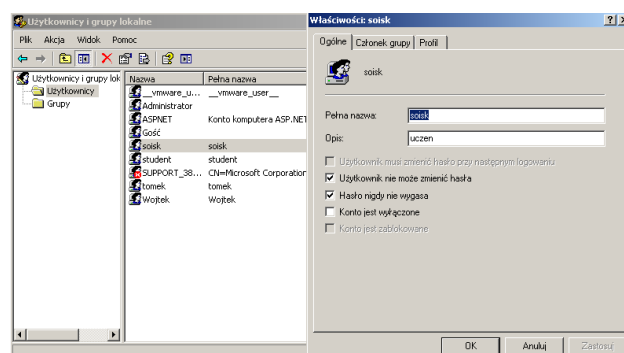 Użytkownicy i grupy lokalne
Plik Akcja Widok Pomoc
Użytkownicy i grupy lok
Użytkownicy
Grupy
Nazwa Pełna nazwa
__vmware_u... __vmware_user__
Administrator
ASPNET Konto komputera ASP.NET
Gość
soisk soisk
student student
SUPPORT_38... CN=Microsoft Corporation
tomek tomek
Wojtek Wojtek
Właściwości: soisk
Ogólne Członek grupy Profil
soisk
Pełna nazwa: soisk
Opis: uczen
Użytkownik musi zmienić hasło przy następnym logowaniu
Użytkownik nie może zmienić hasła
Hasło nigdy nie wygasa
Konto jest wyłączone
Konto jest zablokowane
OK Anuluj Zastosuj